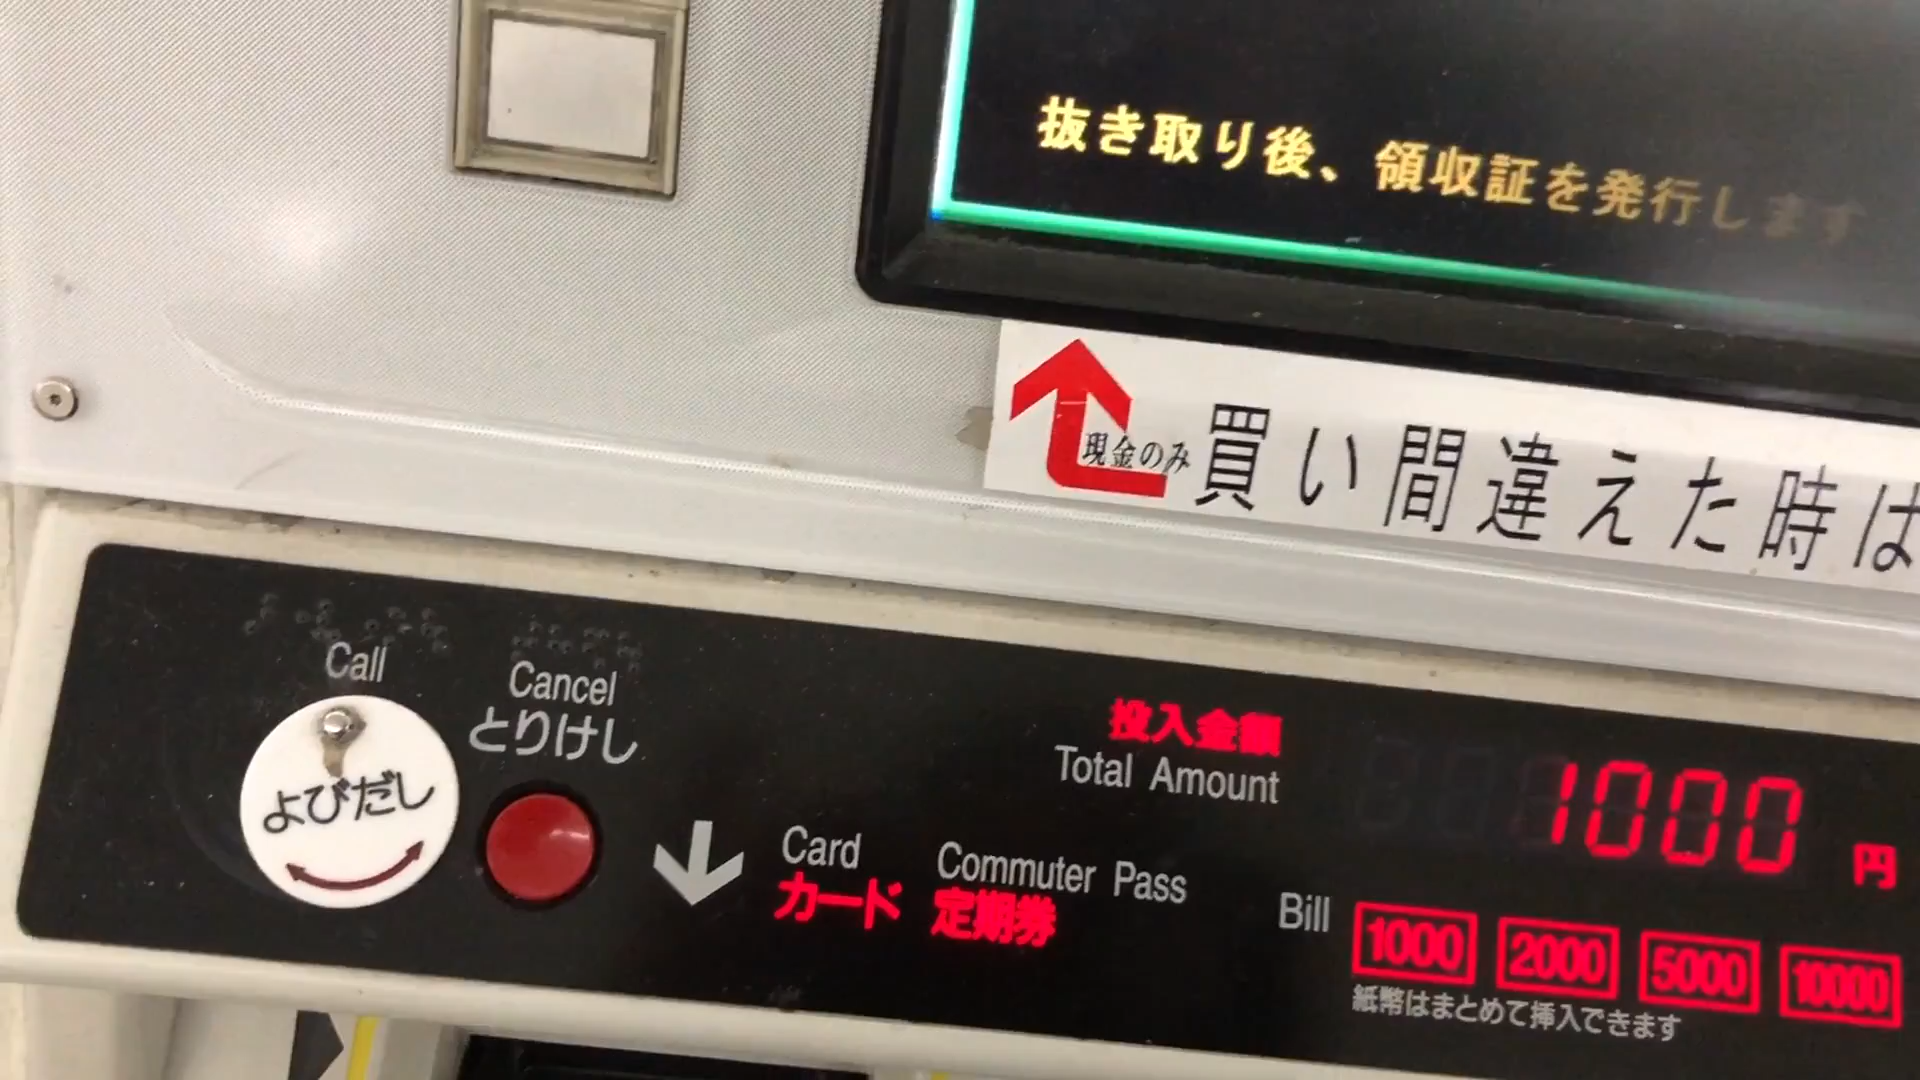 抜き取り後、領収証を発行します
現金のみ
買い間違えた時は
Call
よびだし
Cancel
とりけし
投入金額
Total Amount
1000 円
Card
カード
Commuter Pass
定期券
Bill
1000 2000 5000 10000
紙幣はまとめて挿入できます